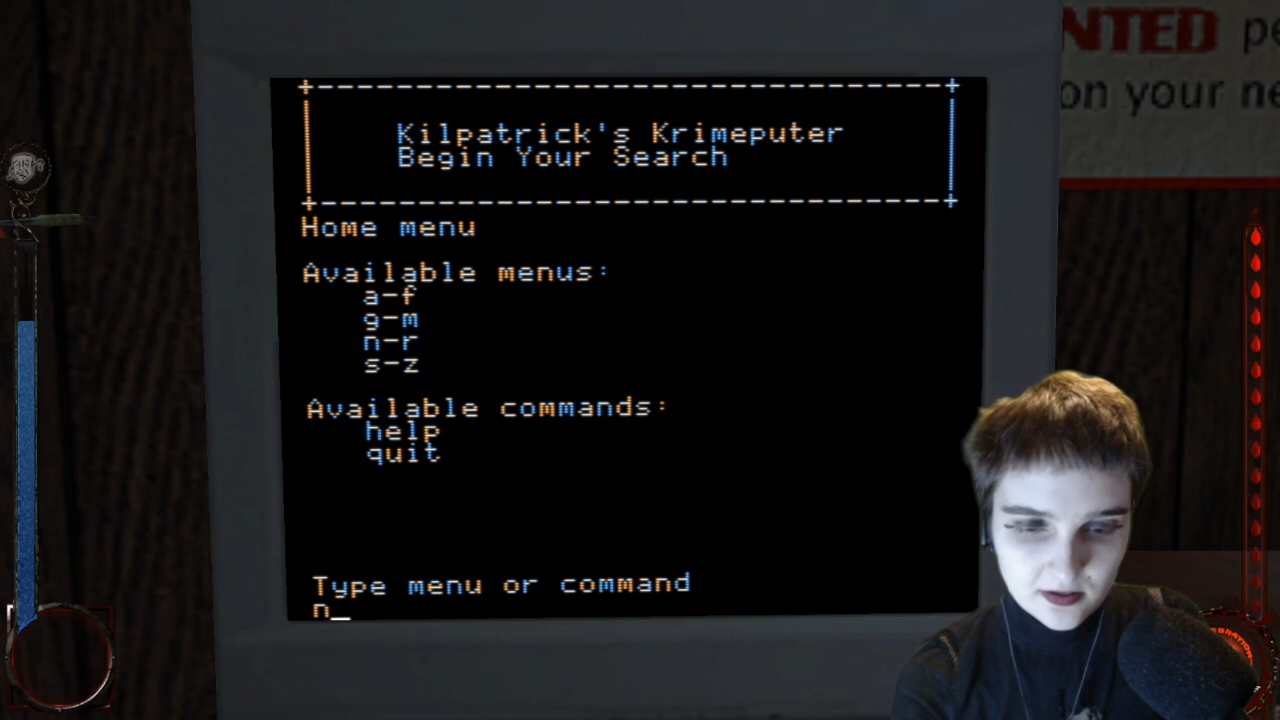 Kilpatrick's Krimeputer
Begin Your Search
Home menu
Available menus:
a-f
g-m
n-r
s-z
Available commands:
help
quit
Type menu or command
n_
NTED pe
on your ne